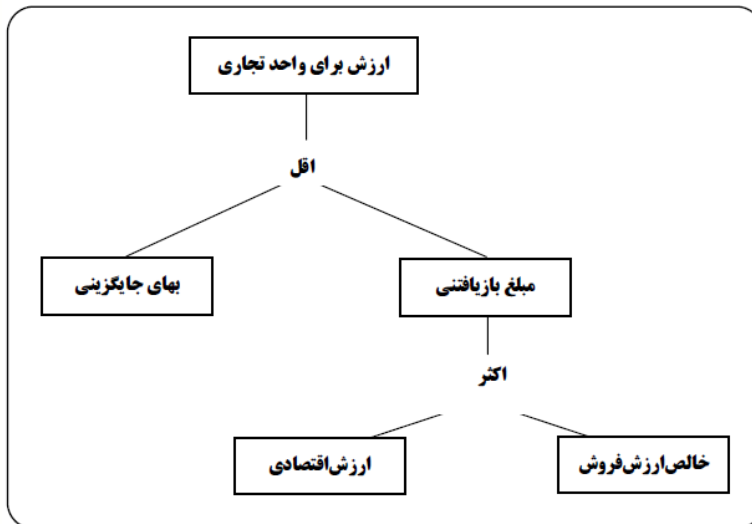 ارزش برای واحد تجاری
اقل
مبلغ بازیافتنی
بهای جایگزینی
اکثر
خالص‌ارزش‌فروش
ارزش‌اقتصادی